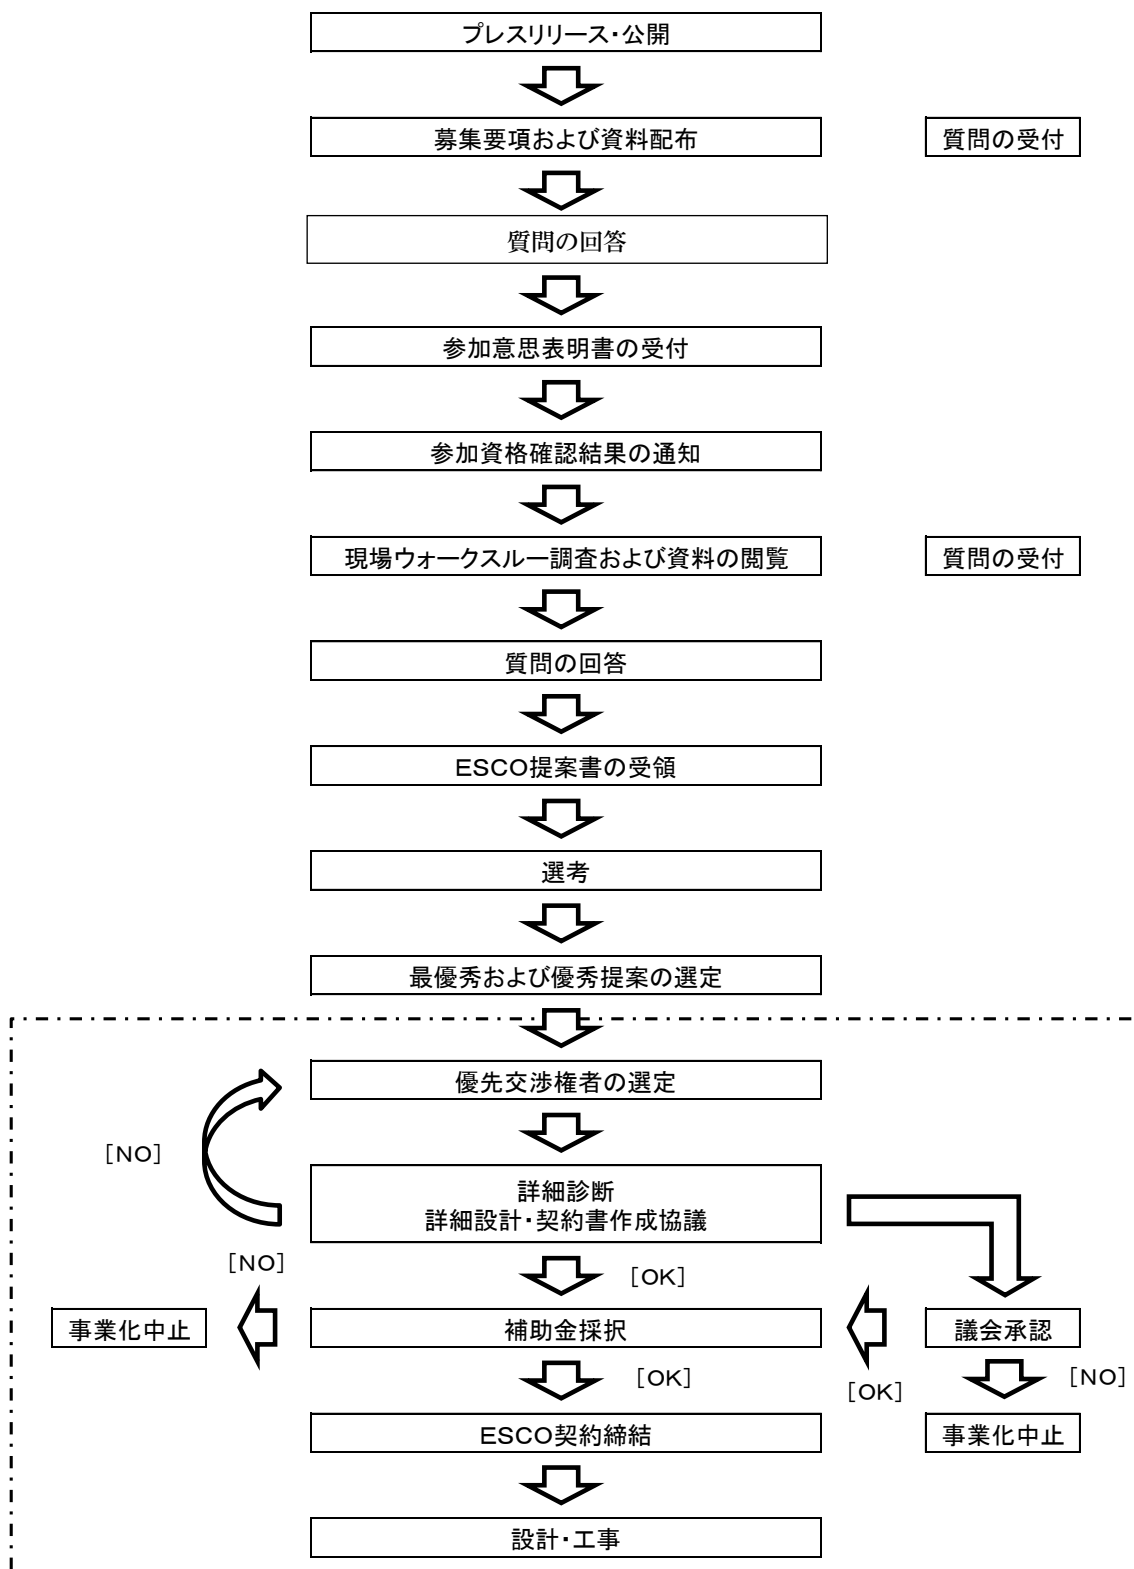 プレスリリース・公開
募集要項および資料配布
質問の受付
質問の回答
参加意思表明書の受付
参加資格確認結果の通知
現場ウォークスルー調査および資料の閲覧
質問の受付
質問の回答
ESCO提案書の受領
選考
最優秀および優秀提案の選定
優先交渉権者の選定
[NO]
詳細診断
詳細設計・契約書作成協議
[NO]
[OK]
事業化中止
補助金採択
議会承認
[OK]
[OK]
[NO]
ESCO契約締結
事業化中止
設計・工事